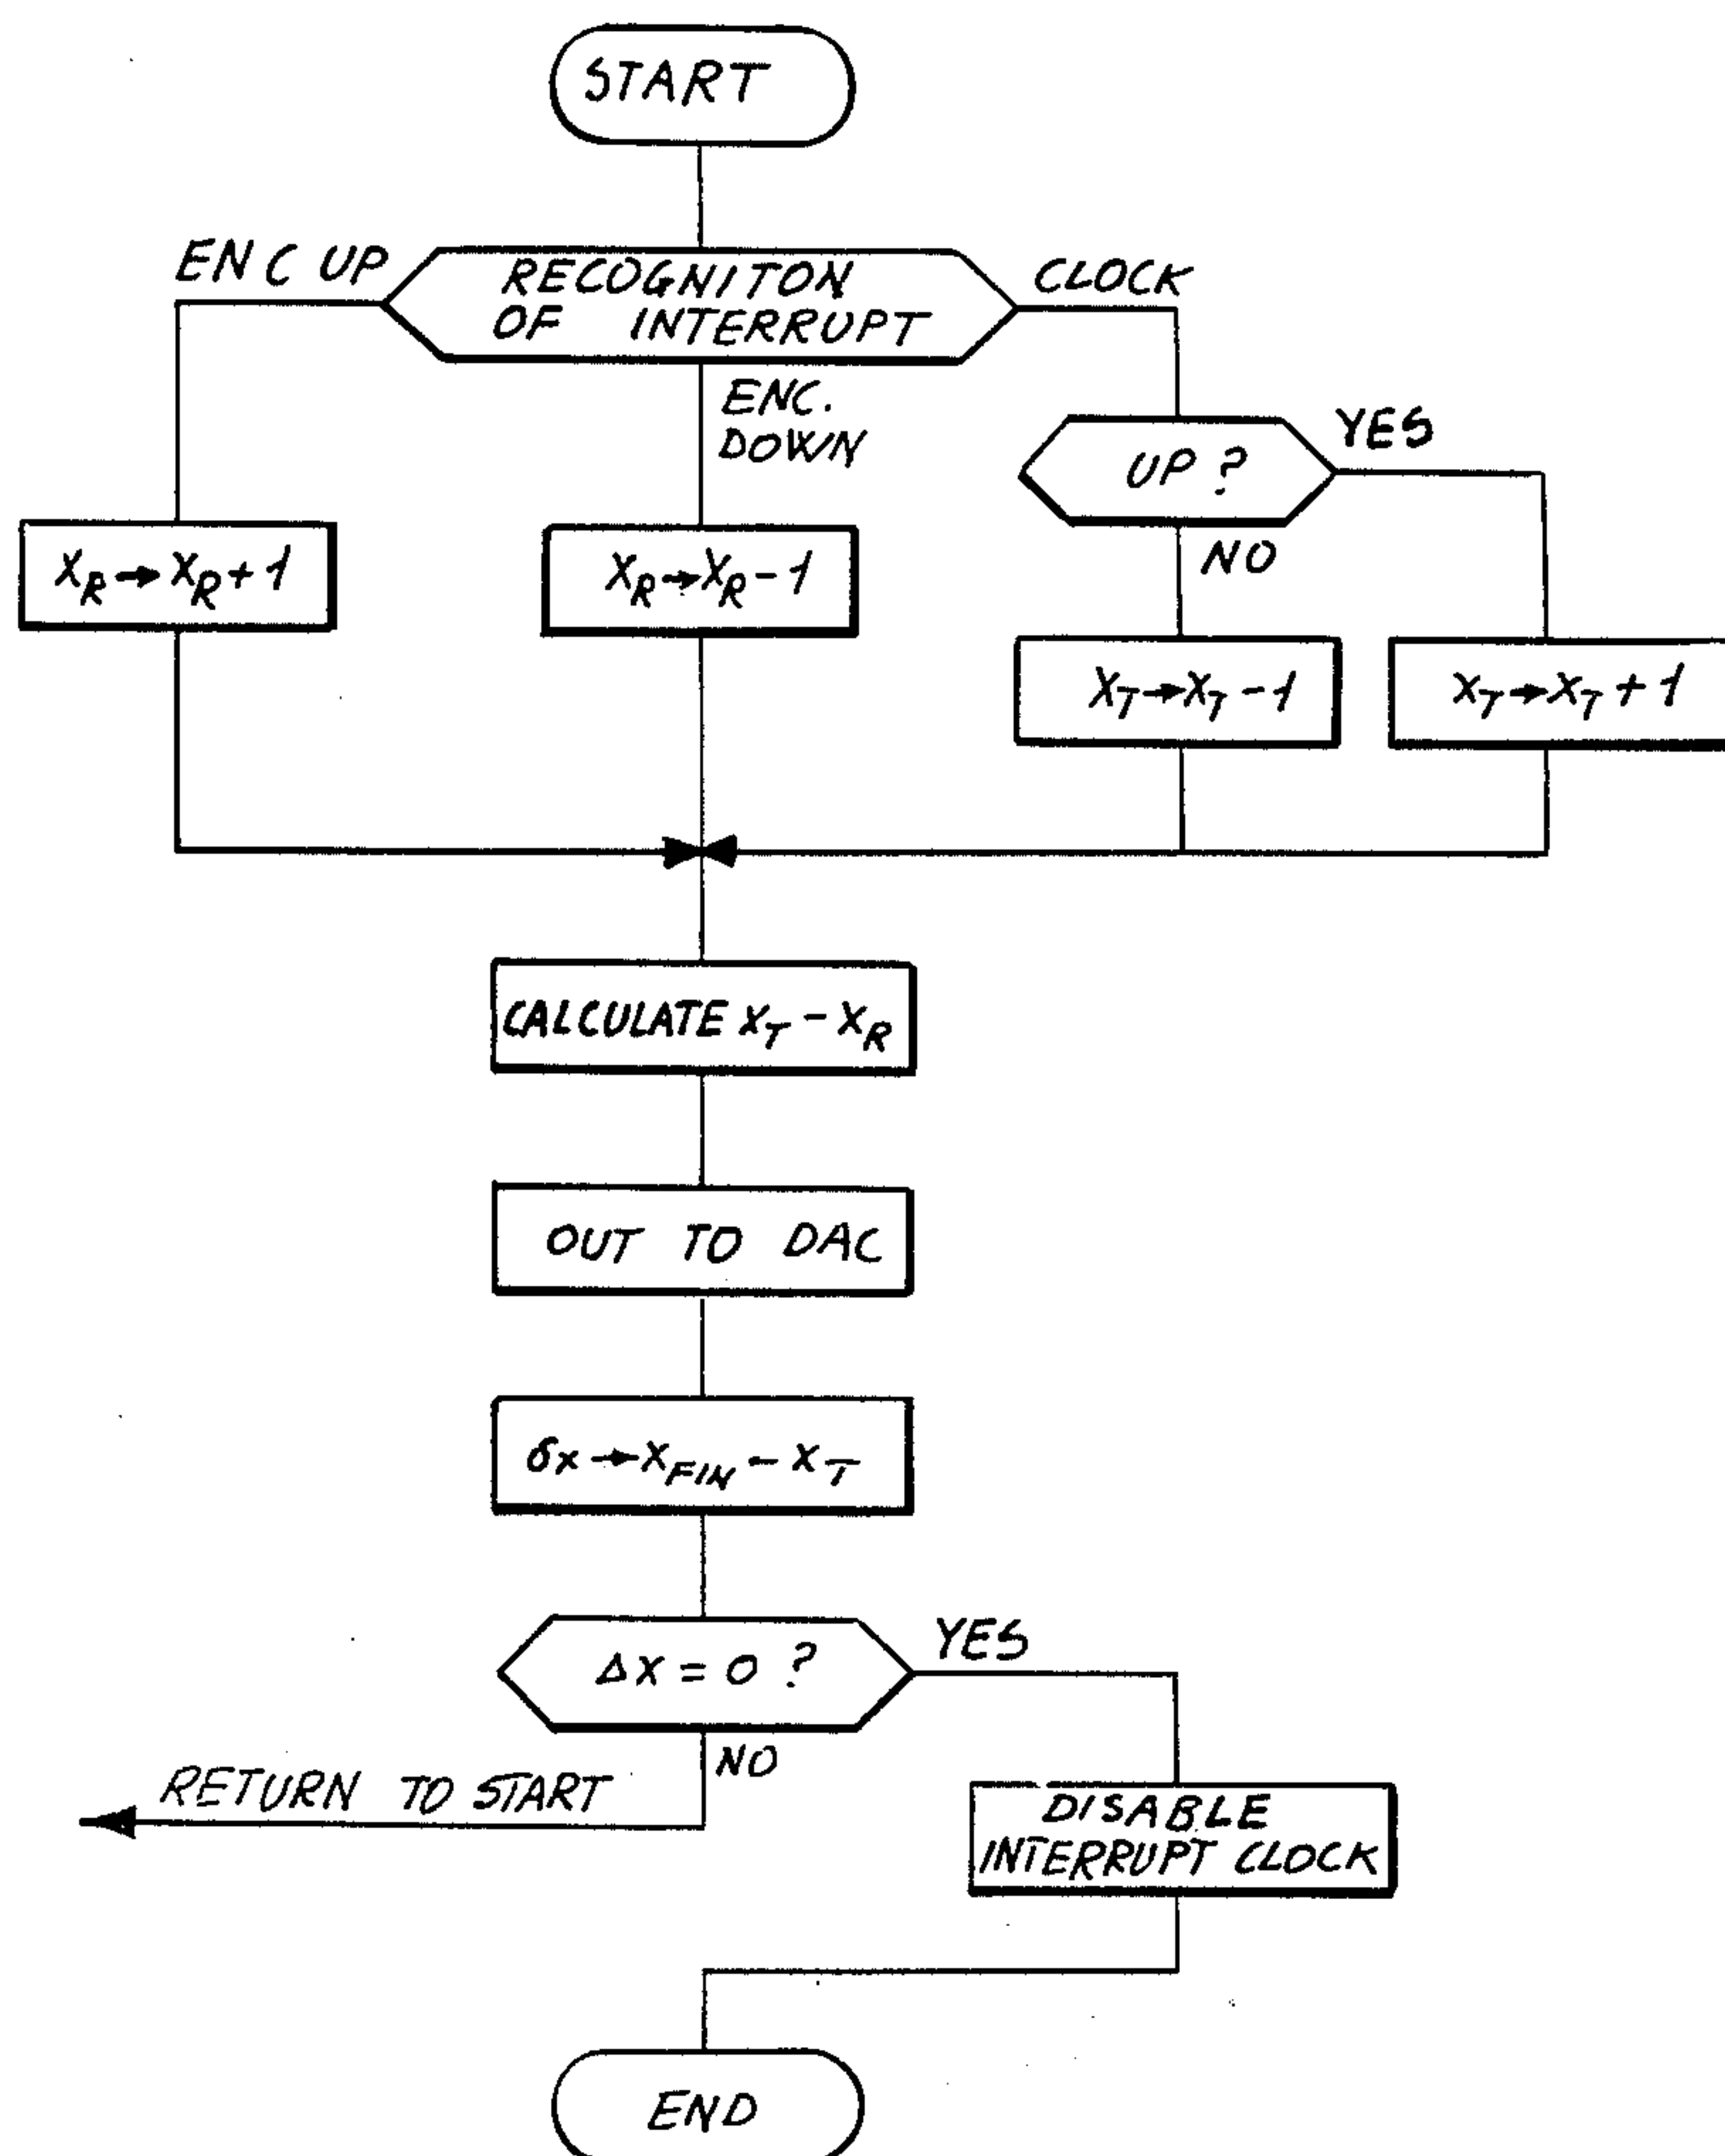 START
ENC UP
RECOGNITON
OF INTERRUPT
CLOCK
ENC.
DOWN
UP ?
YES
NO
X_R → X_R + 1
X_R → X_R - 1
X_T → X_T - 1
X_T → X_T + 1
CALCULATE X_T - X_R
OUT TO DAC
δx → X_FIN - X_T
ΔX = 0 ?
YES
NO
RETURN TO START
DISABLE
INTERRUPT CLOCK
END